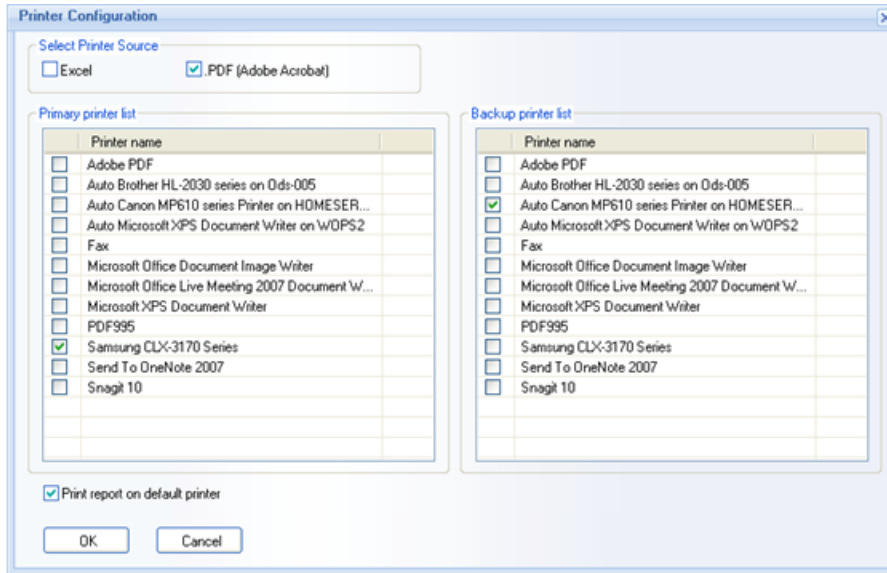 Printer Configuration
Select Printer Source
Excel
.PDF (Adobe Acrobat)
Primary printer list
Printer name
Adobe PDF
Auto Brother HL-2030 series on Ods-005
Auto Canon MP610 series Printer on HOMESER...
Auto Microsoft XPS Document Writer on WOPS2
Fax
Microsoft Office Document Image Writer
Microsoft Office Live Meeting 2007 Document W...
Microsoft XPS Document Writer
PDF995
Samsung CLX-3170 Series
Send To OneNote 2007
Snagit 10
Backup printer list
Printer name
Adobe PDF
Auto Brother HL-2030 series on Ods-005
Auto Canon MP610 series Printer on HOMESER...
Auto Microsoft XPS Document Writer on WOPS2
Fax
Microsoft Office Document Image Writer
Microsoft Office Live Meeting 2007 Document W...
Microsoft XPS Document Writer
PDF995
Samsung CLX-3170 Series
Send To OneNote 2007
Snagit 10
Print report on default printer
OK
Cancel